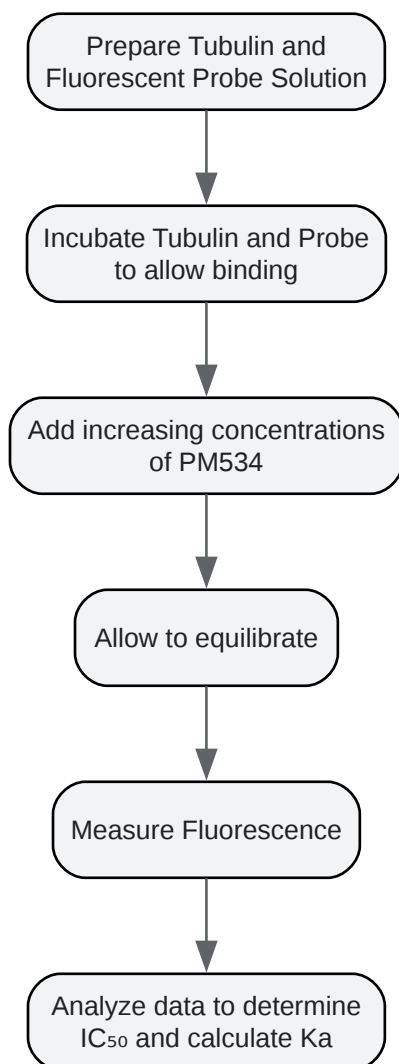 Prepare Tubulin and
Fluorescent Probe Solution
Incubate Tubulin and Probe
to allow binding
Add increasing concentrations
of PM534
Allow to equilibrate
Measure Fluorescence
Analyze data to determine
IC₅₀ and calculate Ka